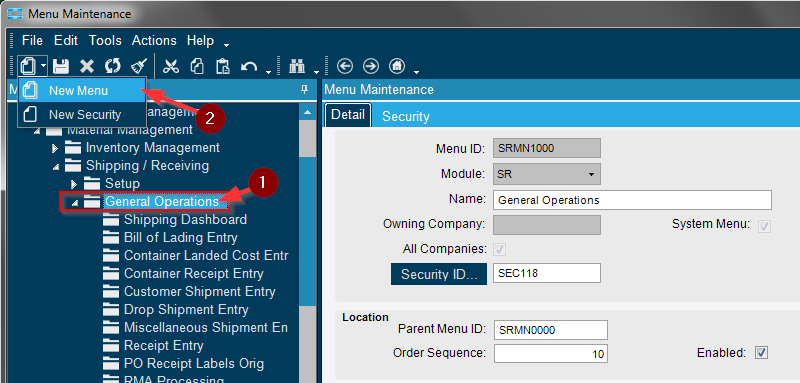 Menu Maintenance
File Edit Tools Actions Help
New Menu
New Security
2
Material Management
Inventory Management
Shipping / Receiving
Setup
1
General Operations
Shipping Dashboard
Bill of Lading Entry
Container Landed Cost Entr
Container Receipt Entry
Customer Shipment Entry
Drop Shipment Entry
Miscellaneous Shipment En
Receipt Entry
PO Receipt Labels Orig
RMA Processing
Menu Maintenance
Detail Security
Menu ID: SRMN1000
Module: SR
Name: General Operations
Owning Company: System Menu:
All Companies:
Security ID... SEC118
Location
Parent Menu ID: SRMN0000
Order Sequence: 10 Enabled: